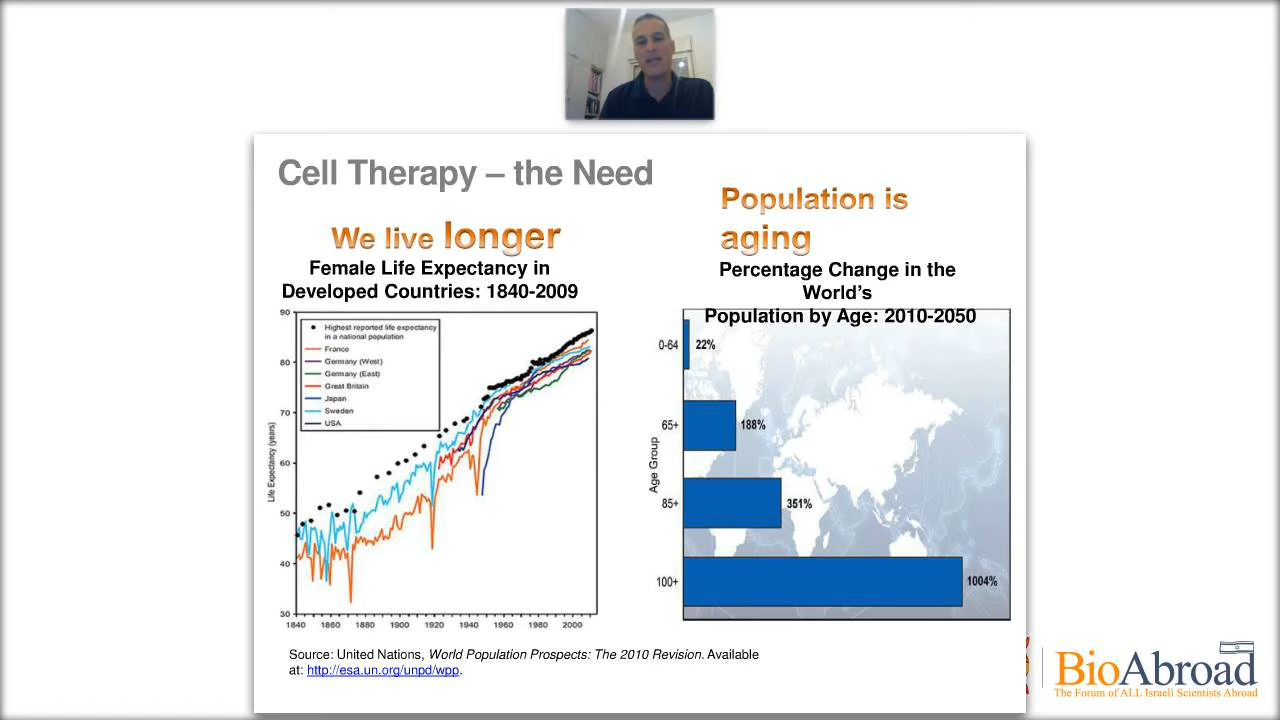 Cell Therapy – the Need
We live longer
Female Life Expectancy in
Developed Countries: 1840-2009
Life Expectancy (years)
90
80
70
60
50
40
30
Highest reported life expectancy
in a national population
France
Germany (West)
Germany (East)
Great Britain
Japan
Sweden
USA
1840
1860
1880
1900
1920
1940
1960
1980
2000
Population is
aging
Percentage Change in the
World’s
Population by Age: 2010-2050
Age Group
0-64 22%
65+ 188%
85+ 351%
100+ 1004%
Source: United Nations, World Population Prospects: The 2010 Revision. Available
at: http://esa.un.org/unpd/wpp.
BioAbroad
The Forum of ALL Israeli Scientists Abroad